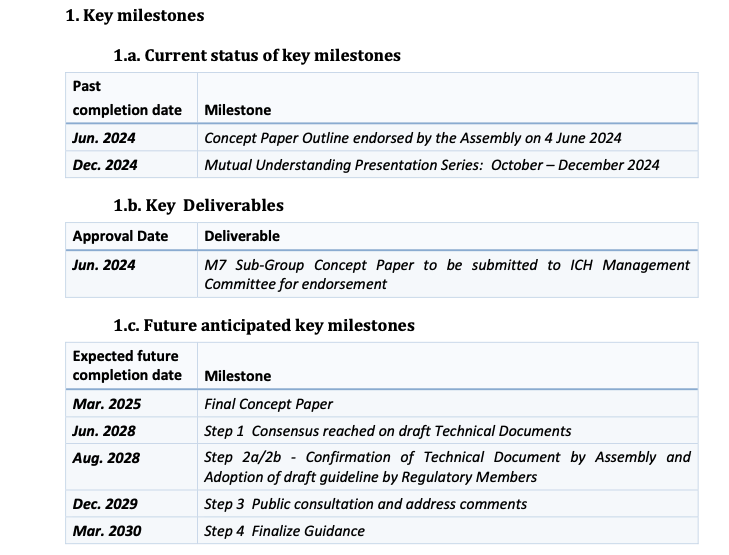 1. Key milestones
1.a. Current status of key milestones
Past
completion date Milestone
Jun. 2024 Concept Paper Outline endorsed by the Assembly on 4 June 2024
Dec. 2024 Mutual Understanding Presentation Series: October – December 2024
1.b. Key Deliverables
Approval Date Deliverable
Jun. 2024 M7 Sub-Group Concept Paper to be submitted to ICH Management
Committee for endorsement
1.c. Future anticipated key milestones
Expected future
completion date Milestone
Mar. 2025 Final Concept Paper
Jun. 2028 Step 1 Consensus reached on draft Technical Documents
Aug. 2028 Step 2a/2b - Confirmation of Technical Document by Assembly and
Adoption of draft guideline by Regulatory Members
Dec. 2029 Step 3 Public consultation and address comments
Mar. 2030 Step 4 Finalize Guidance